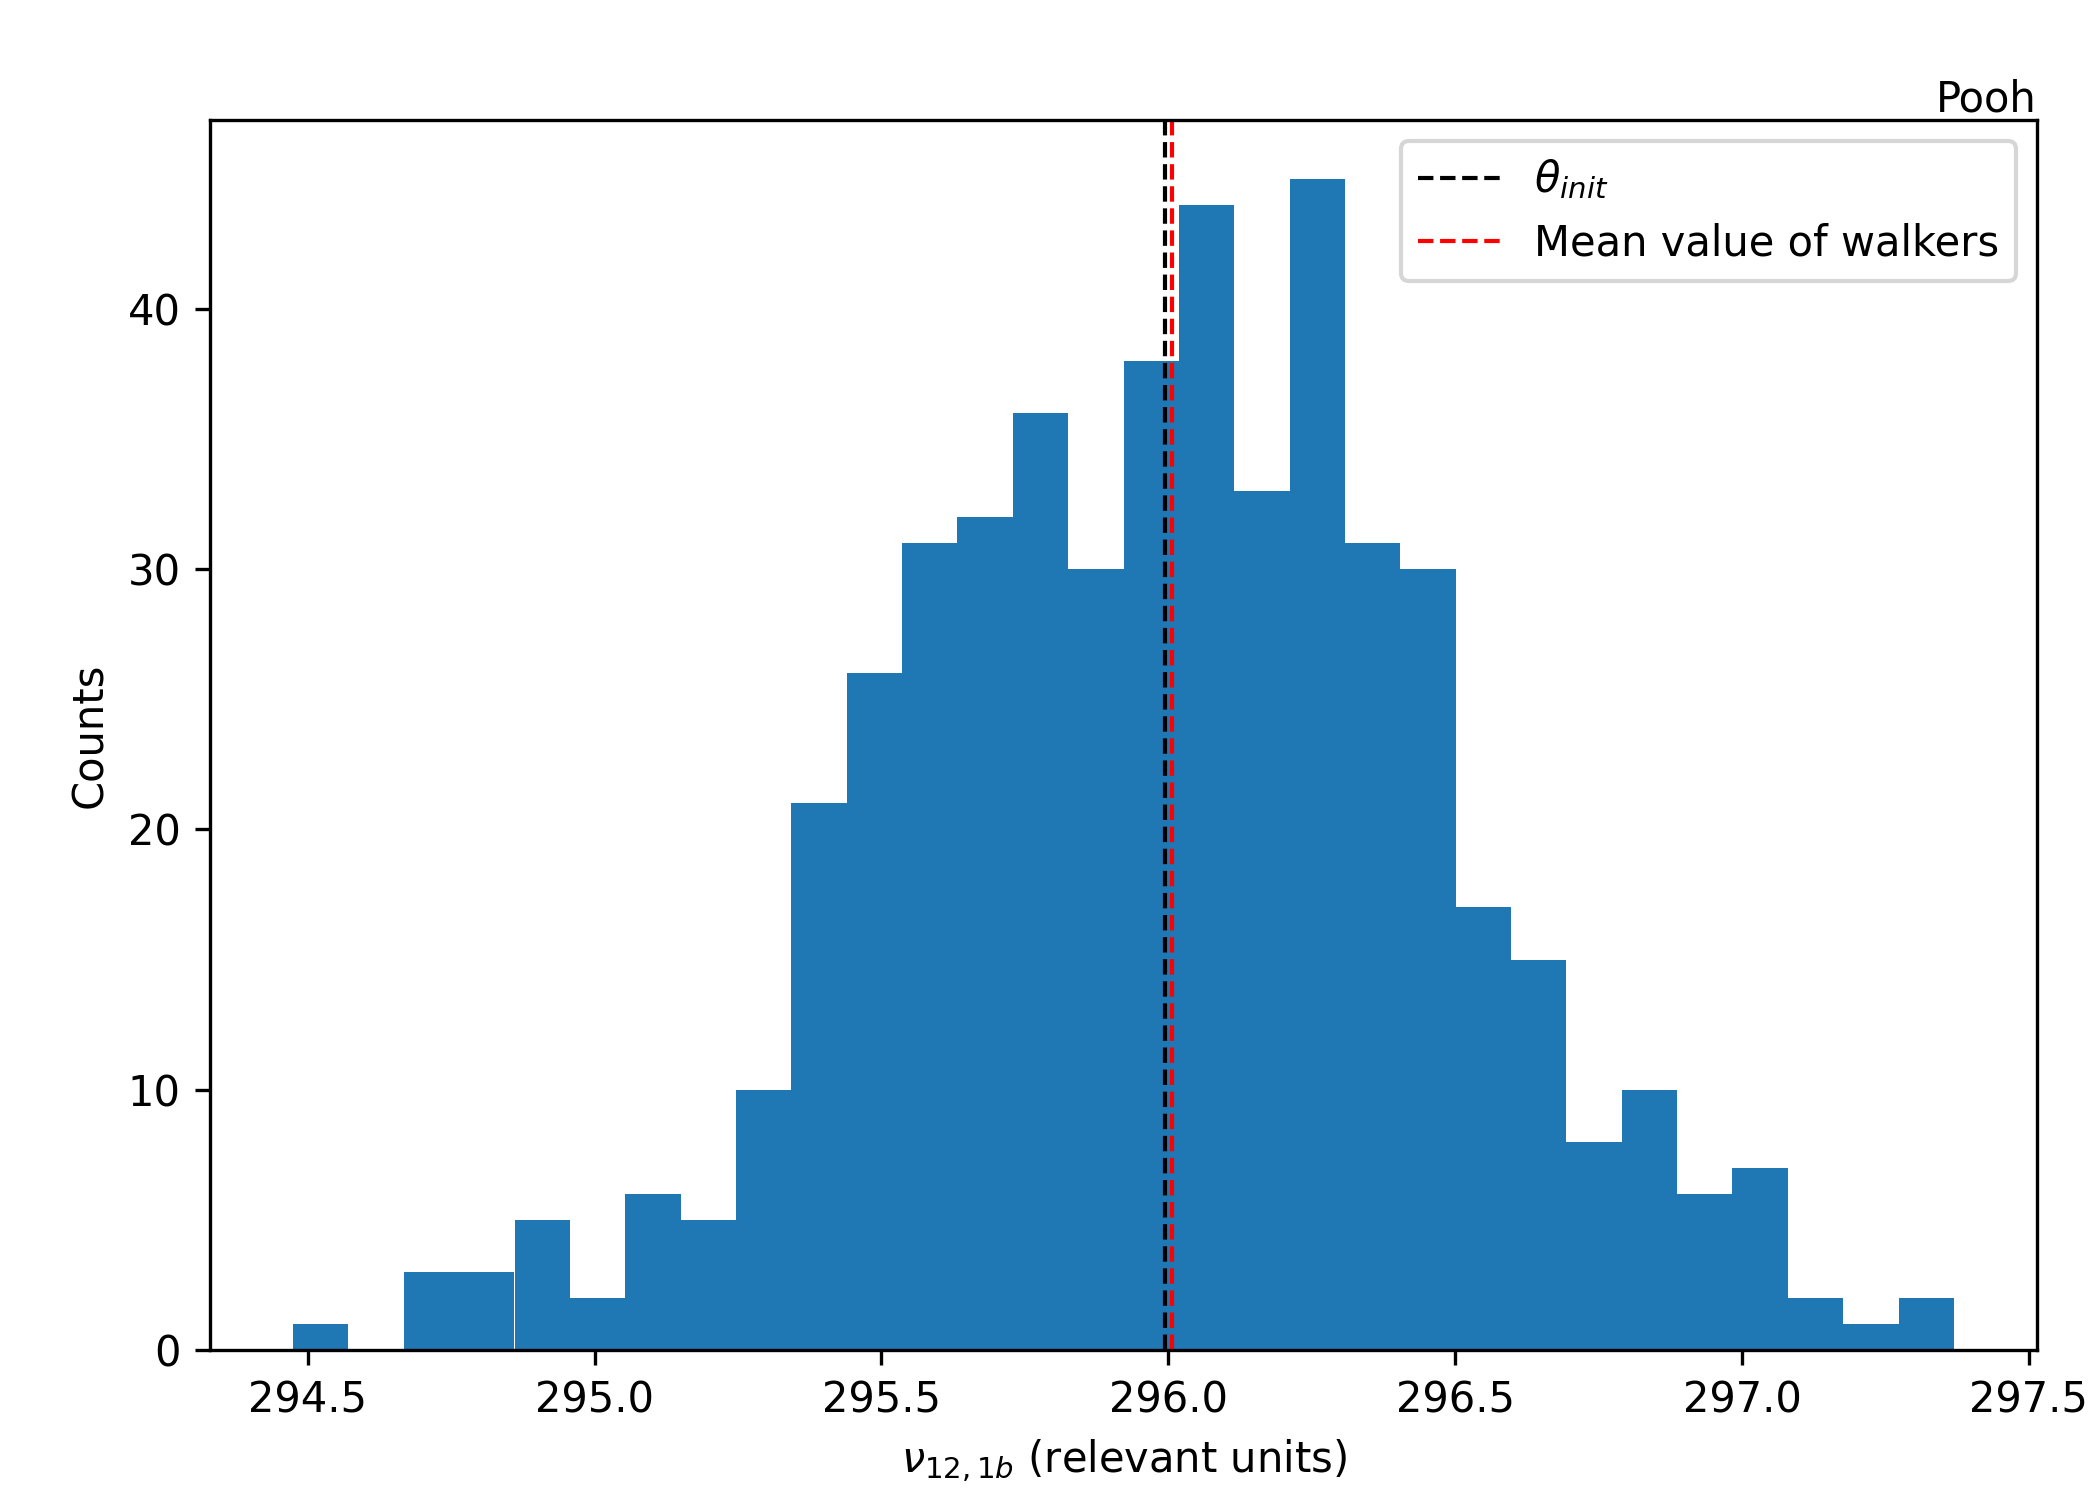 Pooh
θinit
Mean value of walkers
40
30
20
10
0
Counts
294.5 295.0 295.5 296.0 296.5 297.0 297.5
ν12,1b (relevant units)